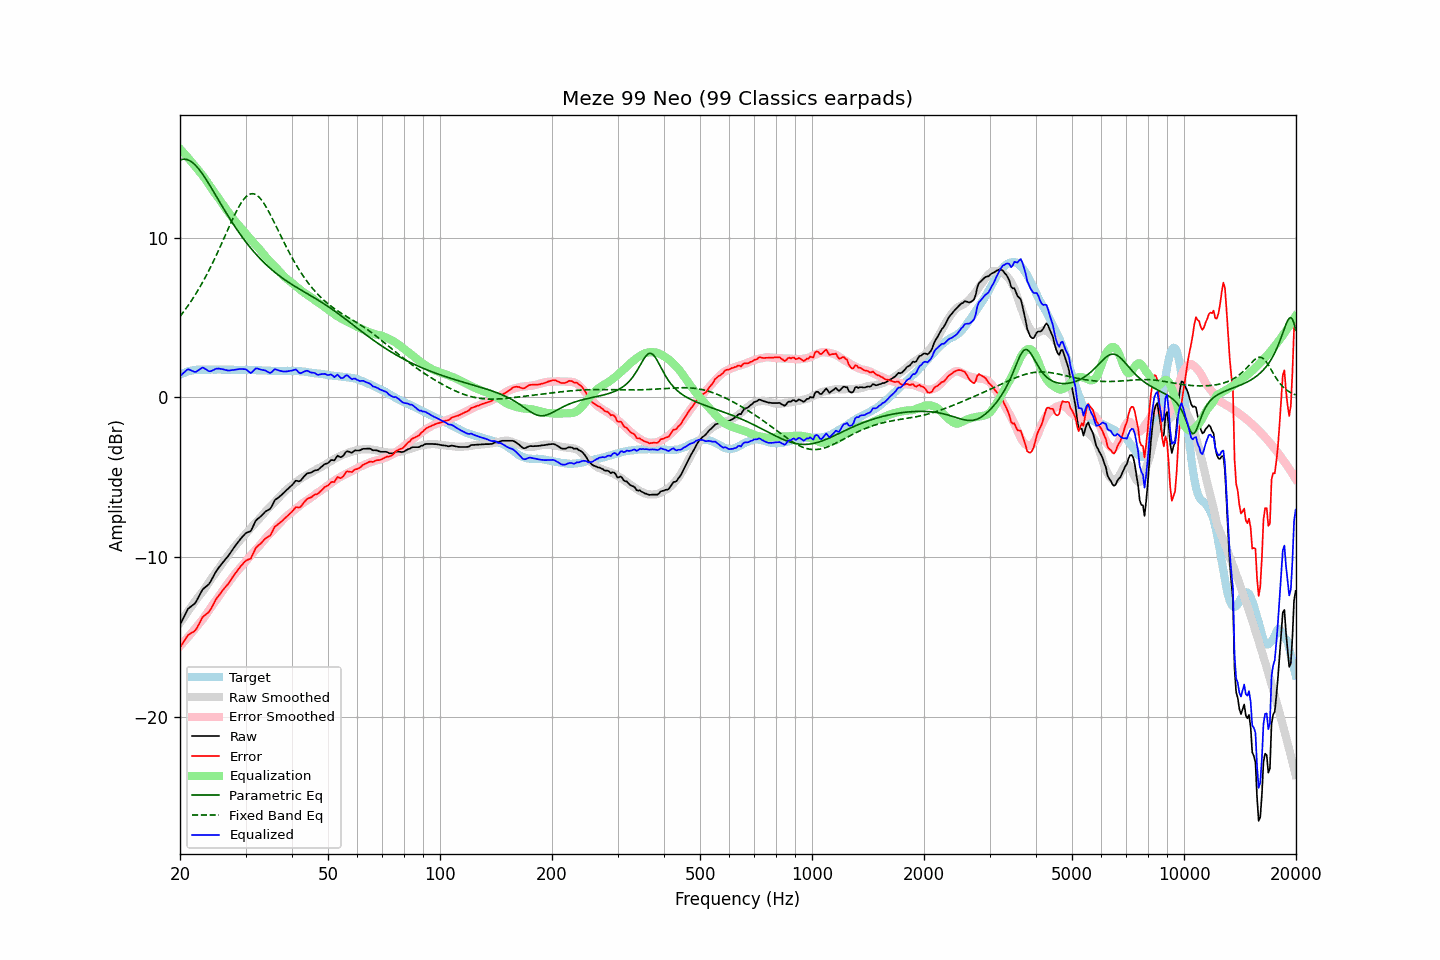 Meze 99 Neo (99 Classics earpads)
Amplitude (dBr)
10
0
−10
−20
Target
Raw Smoothed
Error Smoothed
Raw
Error
Equalization
Parametric Eq
Fixed Band Eq
Equalized
20 50 100 200 500 1000 2000 5000 10000 20000
Frequency (Hz)